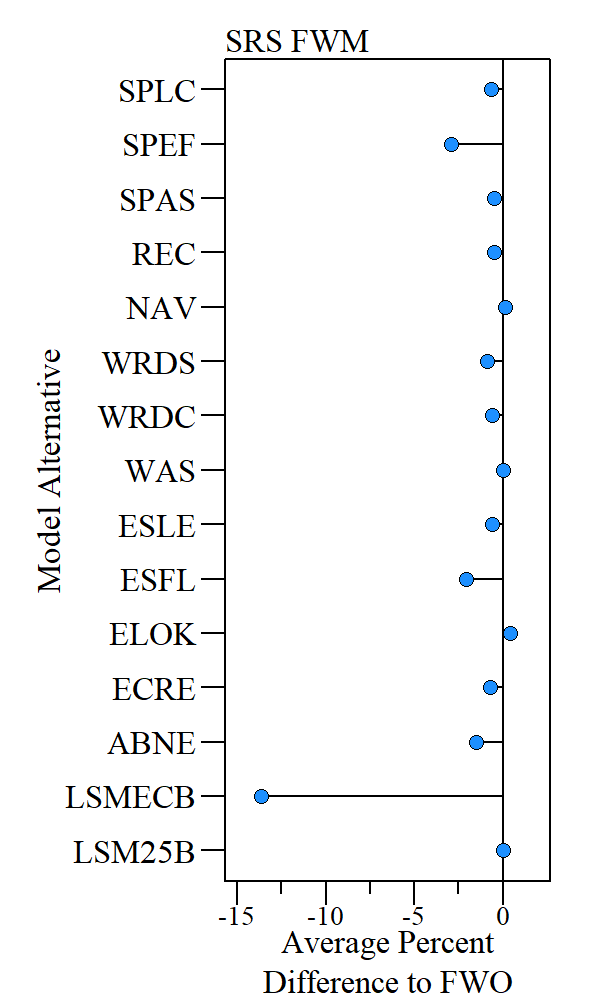 SRS FWM
SPLC
SPEF
SPAS
REC
NAV
WRDS
WRDC
WAS
ESLE
ESFL
ELOK
ECRE
ABNE
LSMECB
LSM25B
Model Alternative
-15 -10 -5 0
Average Percent
Difference to FWO